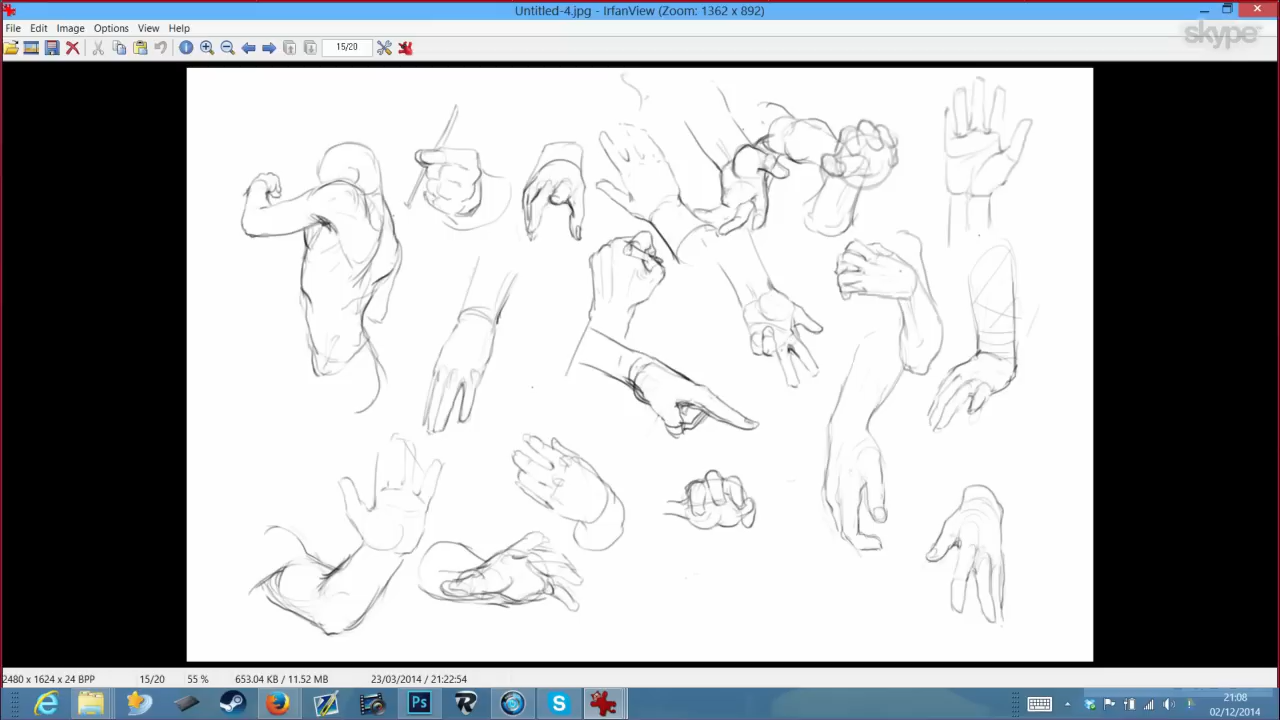 Untitled-4.jpg - IrfanView (Zoom: 1362 x 892)
File Edit Image Options View Help
skype™
15/20
2480 x 1624 x 24 BPP 15/20 55 % 653.04 KB / 11.52 MB 23/03/2014 / 21:22:54
Ps
21:08
02/12/2014